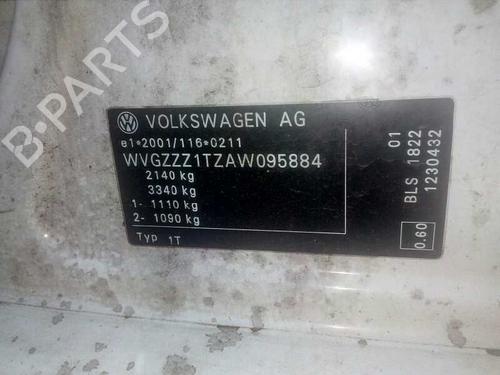 B-PARTS
VOLKSWAGEN AG
e1*2001/116*0211
WVGZZZ1TZAW095884
2140 kg
3340 kg
1- 1110 kg
2- 1090 kg
Typ 1T
01
BLS 1822
1230432
0.60